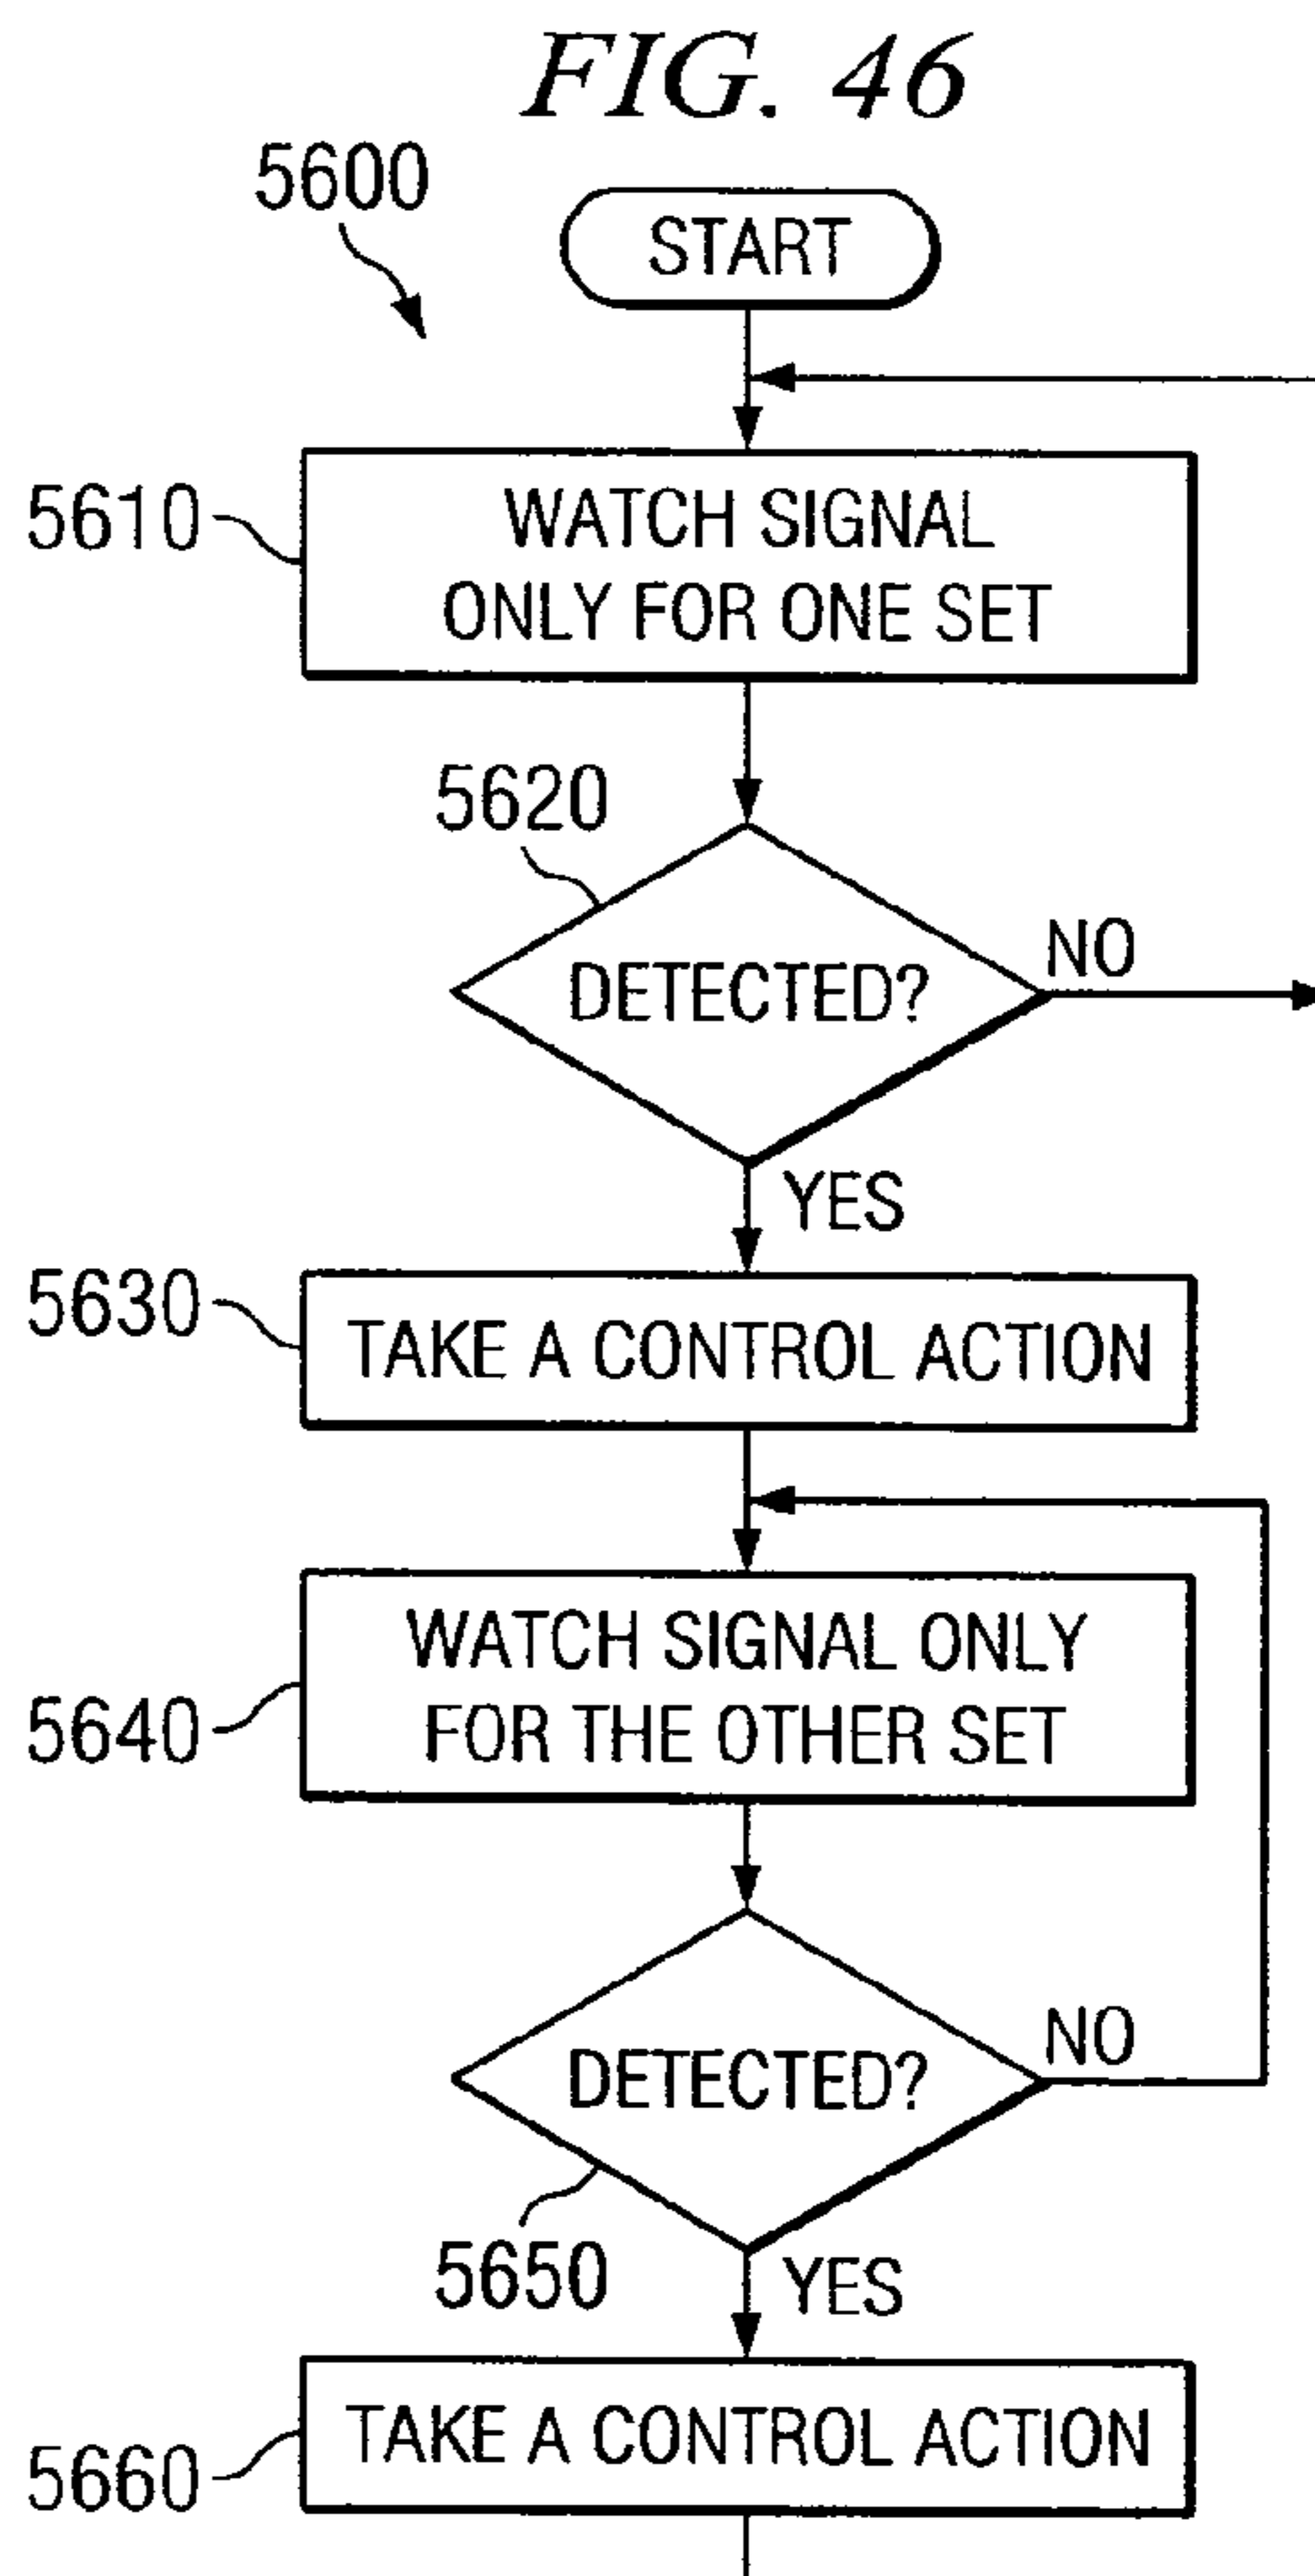 FIG. 46
5600
START
5610
WATCH SIGNAL
ONLY FOR ONE SET
5620
DETECTED?
NO
YES
5630
TAKE A CONTROL ACTION
5640
WATCH SIGNAL ONLY
FOR THE OTHER SET
DETECTED?
NO
5650
YES
5660
TAKE A CONTROL ACTION